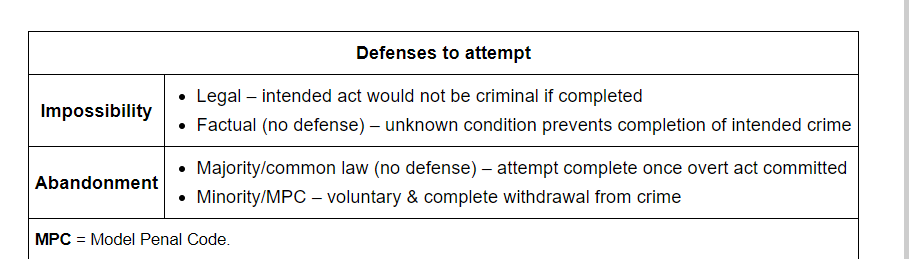 Defenses to attempt
Impossibility
• Legal – intended act would not be criminal if completed
• Factual (no defense) – unknown condition prevents completion of intended crime
Abandonment
• Majority/common law (no defense) – attempt complete once overt act committed
• Minority/MPC – voluntary & complete withdrawal from crime
MPC = Model Penal Code.